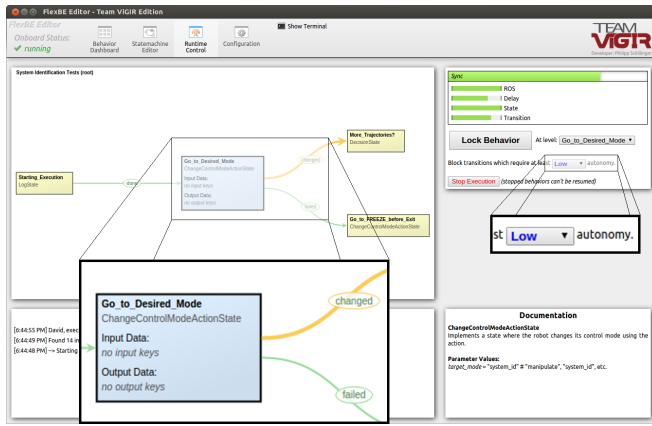 FlexBE Editor - Team ViGIR Edition
FlexBE Editor
Onboard Status:
running
Behavior Dashboard
Statemachine Editor
Runtime Control
Configuration
Show Terminal
TEAM
ViGIR
Developer: Philipp Schillinger
System Identification Tests (root)
Starting_Execution
LogState
done
Go_to_Desired_Mode
ChangeControlModeActionState
Input Data:
no input keys
Output Data:
no output keys
changed
failed
More_Trajectories?
DecisionState
Go_to_FREEZE_before_Exit
ChangeControlModeActionState
Go_to_Desired_Mode
ChangeControlModeActionState
Input Data:
no input keys
Output Data:
no output keys
changed
failed
[6:44:55 PM] David, exec
[6:44:49 PM] Found 14 in
[6:44:48 PM] --> Starting
Sync
ROS
Delay
State
Transition
Lock Behavior
At level: Go_to_Desired_Mode
Block transitions which require at least Low autonomy.
Stop Execution (stopped behaviors can't be resumed)
st Low autonomy.
Documentation
ChangeControlModeActionState
Implements a state where the robot changes its control mode using the
action.
Parameter Values:
target_mode = "system_id" # "manipulate", "system_id", etc.